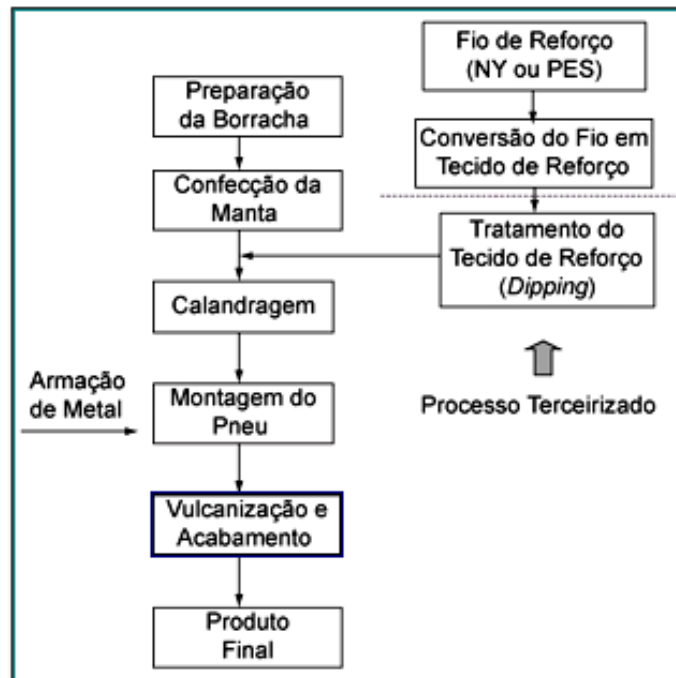 Fio de Reforço
(NY ou PES)
Preparação
da Borracha
Conversão do Fio em
Tecido de Reforço
Confecção da
Manta
Tratamento do
Tecido de Reforço
(Dipping)
Calandragem
Armação
de Metal
Montagem do
Pneu
Processo Terceirizado
Vulcanização e
Acabamento
Produto
Final